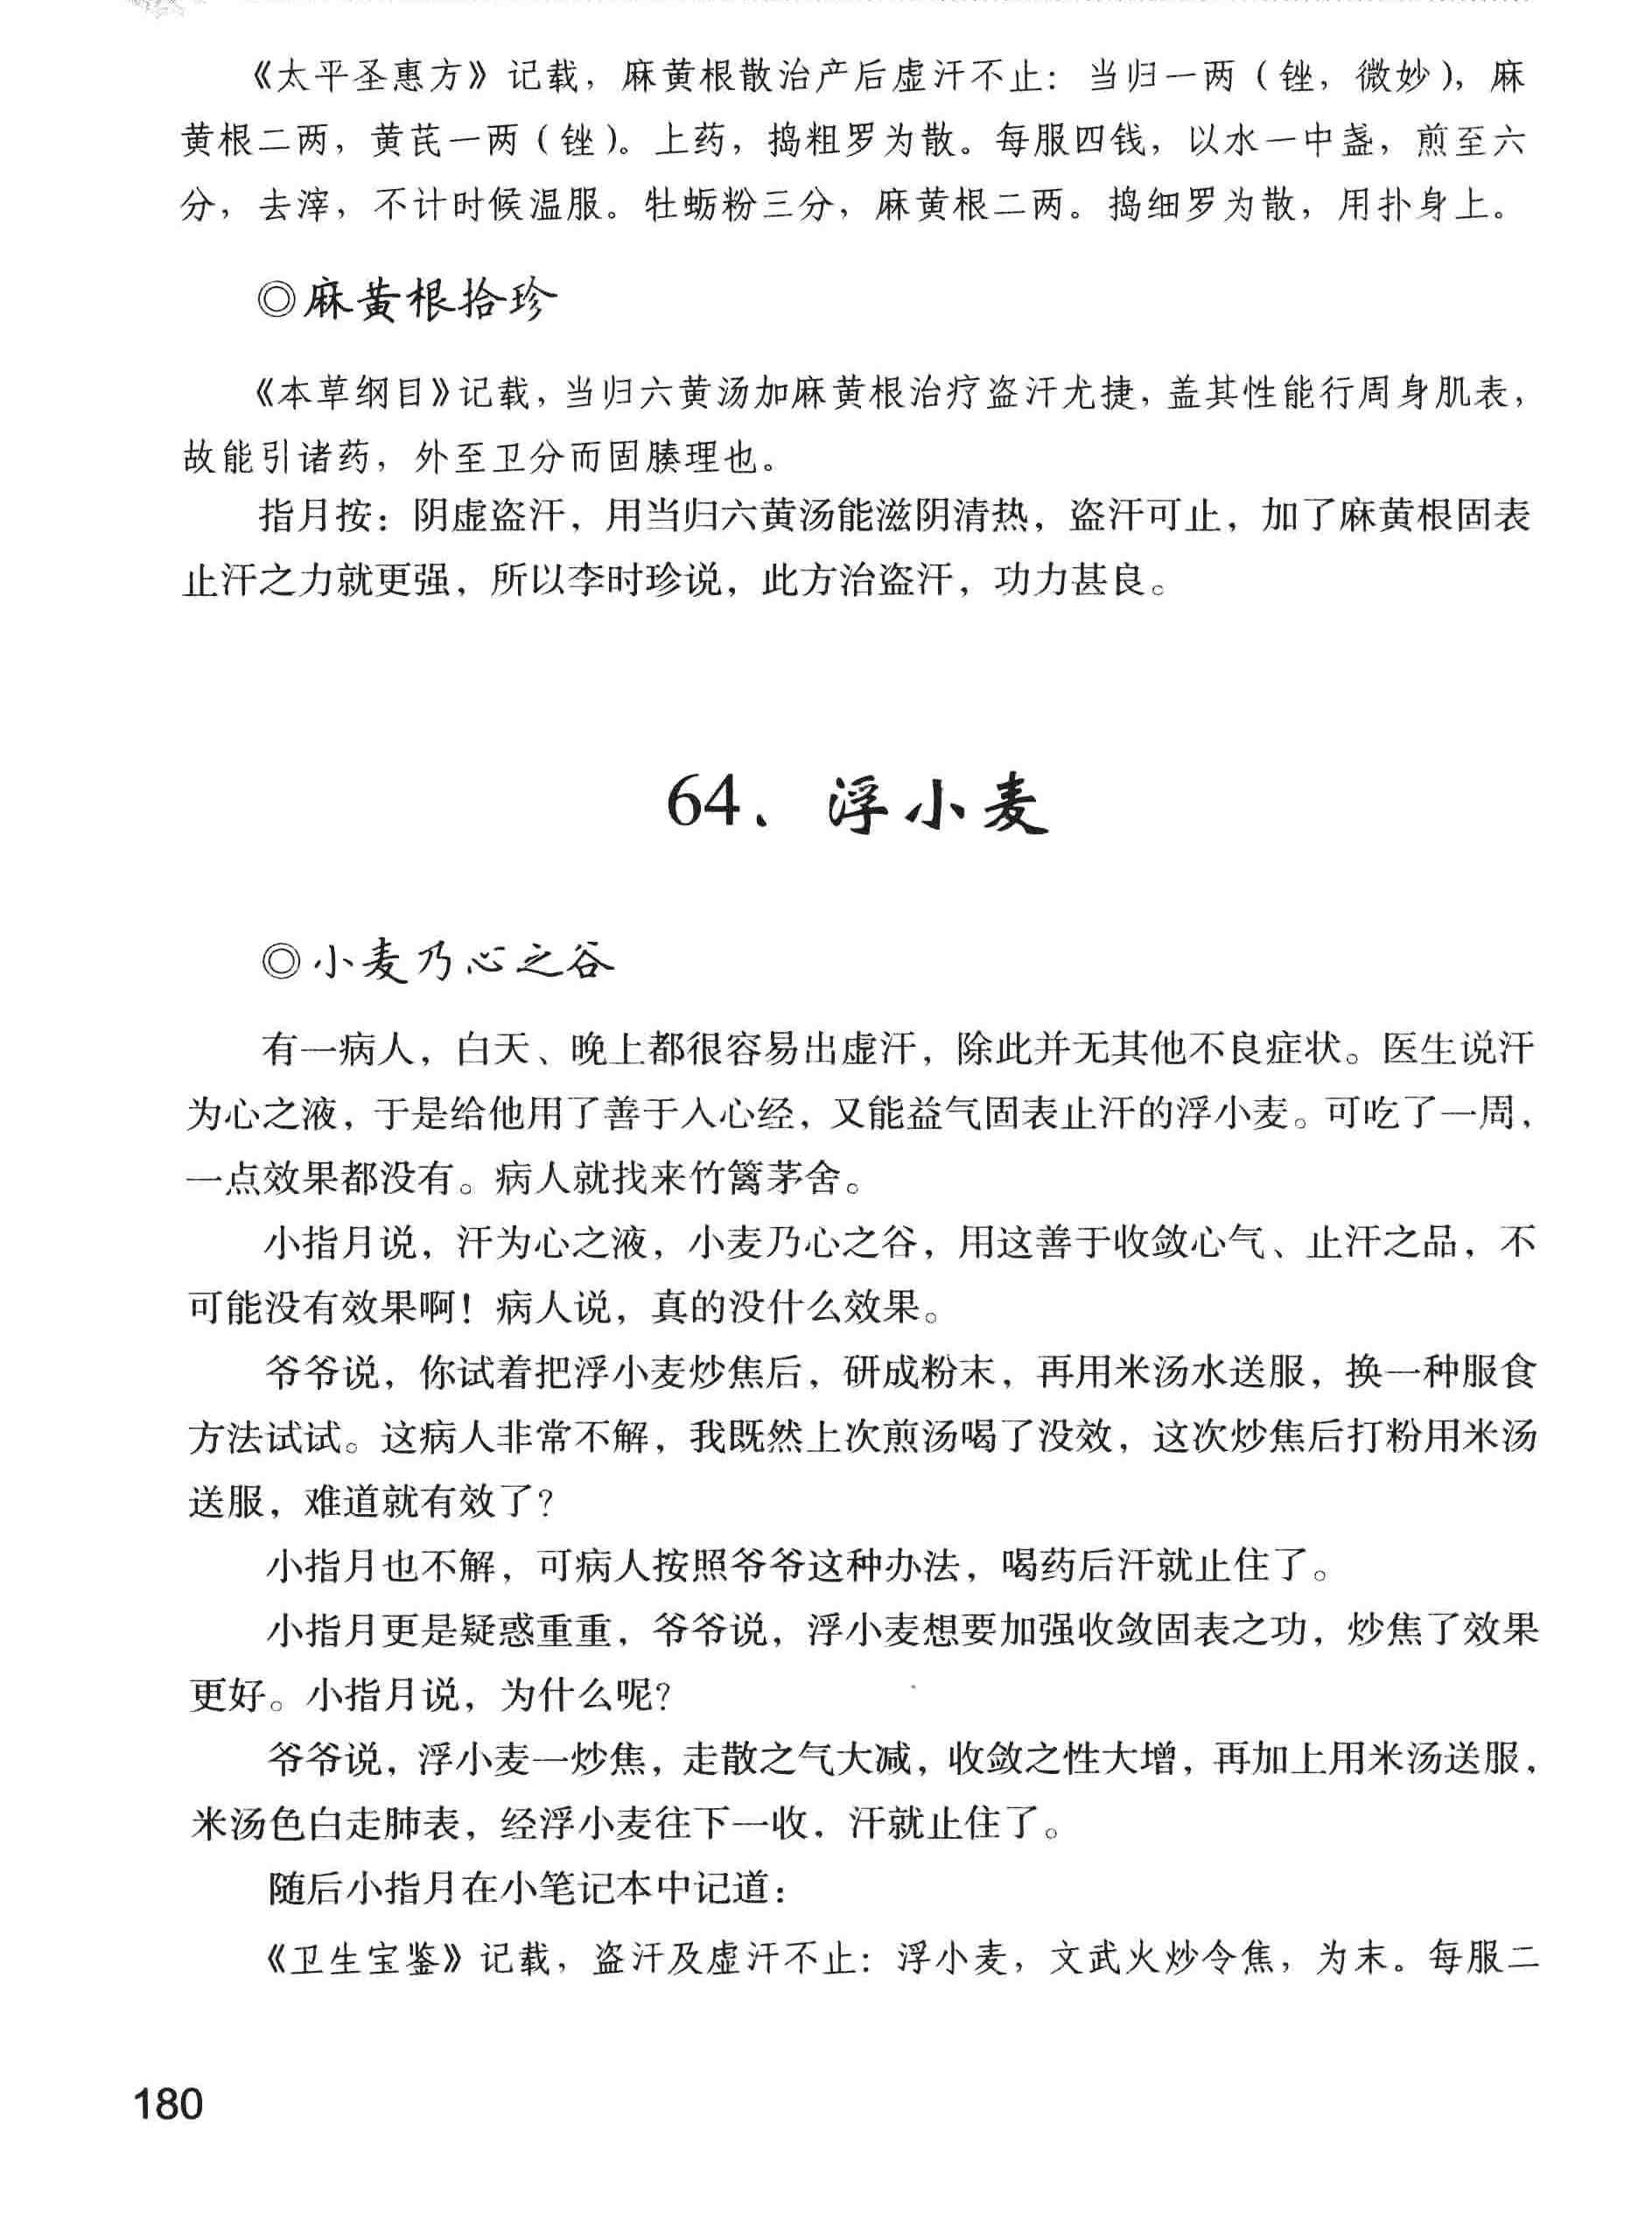 《太平圣惠方》记载，麻黄根散治产后虚汗不止：当归一两（锉，微妙），麻
黄根二两，黄芪一两（锉）。上药，捣粗罗为散。每服四钱，以水一中盏，煎至六
分，去滓，不计时候温服。牡蛎粉三分，麻黄根二两。捣细罗为散，用扑身上。
◎麻黄根拾珍
《本草纲目》记载，当归六黄汤加麻黄根治疗盗汗尤捷，盖其性能行周身肌表，
故能引诸药，外至卫分而固腠理也。
指月按：阴虚盗汗，用当归六黄汤能滋阴清热，盗汗可止，加了麻黄根固表
止汗之力就更强，所以李时珍说，此方治盗汗，功力甚良。
64、浮小麦
◎小麦乃心之谷
有一病人，白天、晚上都很容易出虚汗，除此并无其他不良症状。医生说汗
为心之液，于是给他用了善于入心经，又能益气固表止汗的浮小麦。可吃了一周，
一点效果都没有。病人就找来竹篱茅舍。
小指月说，汗为心之液，小麦乃心之谷，用这善于收敛心气、止汗之品，不
可能没有效果啊！病人说，真的没什么效果。
爷爷说，你试着把浮小麦炒焦后，研成粉末，再用米汤水送服，换一种服食
方法试试。这病人非常不解，我既然上次煎汤喝了没效，这次炒焦后打粉用米汤
送服，难道就有效了？
小指月也不解，可病人按照爷爷这种办法，喝药后汗就止住了。
小指月更是疑惑重重，爷爷说，浮小麦想要加强收敛固表之功，炒焦了效果
更好。小指月说，为什么呢？
爷爷说，浮小麦一炒焦，走散之气大减，收敛之性大增，再加上用米汤送服，
米汤色白走肺表，经浮小麦往下一收，汗就止住了。
随后小指月在小笔记本中记道：
《卫生宝鉴》记载，盗汗及虚汗不止：浮小麦，文武火炒令焦，为末。每服二
180